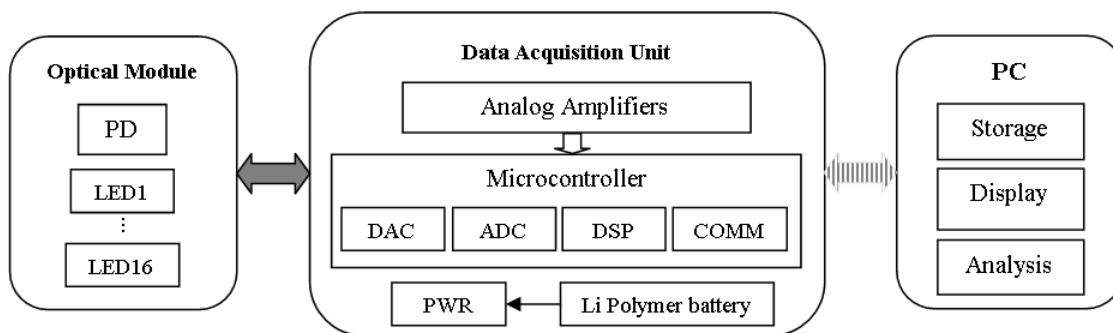 Optical Module
PD
LED1
⋮
LED16
Data Acquisition Unit
Analog Amplifiers
Microcontroller
DAC ADC DSP COMM
PWR Li Polymer battery
PC
Storage
Display
Analysis